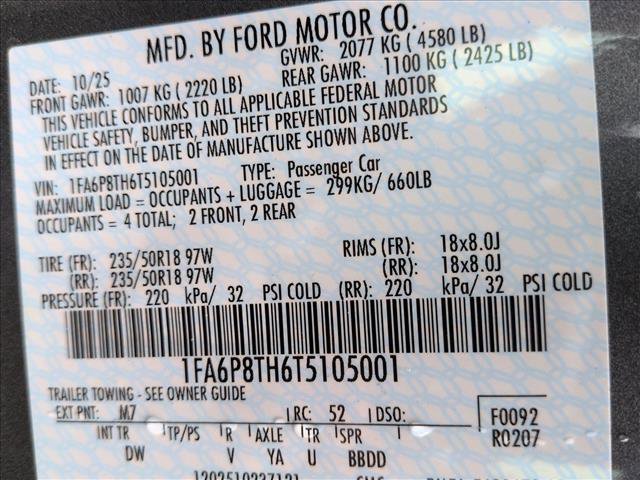 MFD. BY FORD MOTOR CO.
DATE: 10/25 GVWR: 2077 KG ( 4580 LB)
FRONT GAWR: 1007 KG ( 2220 LB) REAR GAWR: 1100 KG ( 2425 LB)
THIS VEHICLE CONFORMS TO ALL APPLICABLE FEDERAL MOTOR
VEHICLE SAFETY, BUMPER, AND THEFT PREVENTION STANDARDS
IN EFFECT ON THE DATE OF MANUFACTURE SHOWN ABOVE.
VIN: 1FA6P8TH6T5105001 TYPE: Passenger Car
MAXIMUM LOAD = OCCUPANTS + LUGGAGE = 299KG/ 660LB
OCCUPANTS = 4 TOTAL; 2 FRONT, 2 REAR
TIRE (FR): 235/50R18 97W RIMS (FR): 18x8.0J
(RR): 235/50R18 97W (RR): 18x8.0J
PRESSURE (FR): 220 kPa/ 32 PSI COLD (RR): 220 kPa/ 32 PSI COLD
1FA6P8TH6T5105001
TRAILER TOWING - SEE OWNER GUIDE
EXT PNT: M7 RC: 52 DSO: F0092
INT TR TP/PS R AXLE TR SPR R0207
DW V YA U BBDD